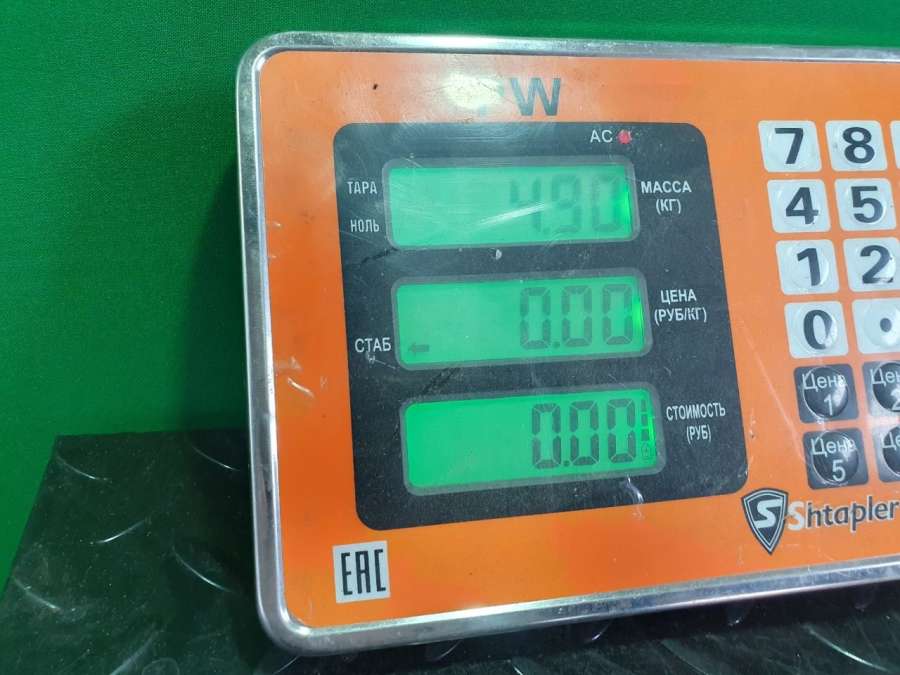 W
AC
ТАРА
НОЛЬ
4.90
МАССА
(КГ)
СТАБ
0.00
ЦЕНА
(РУБ/КГ)
0.00
СТОИМОСТЬ
(РУБ)
7 8
4 5
1 2
0 .
Цена
1
Цена
5
Shtapler
EAC